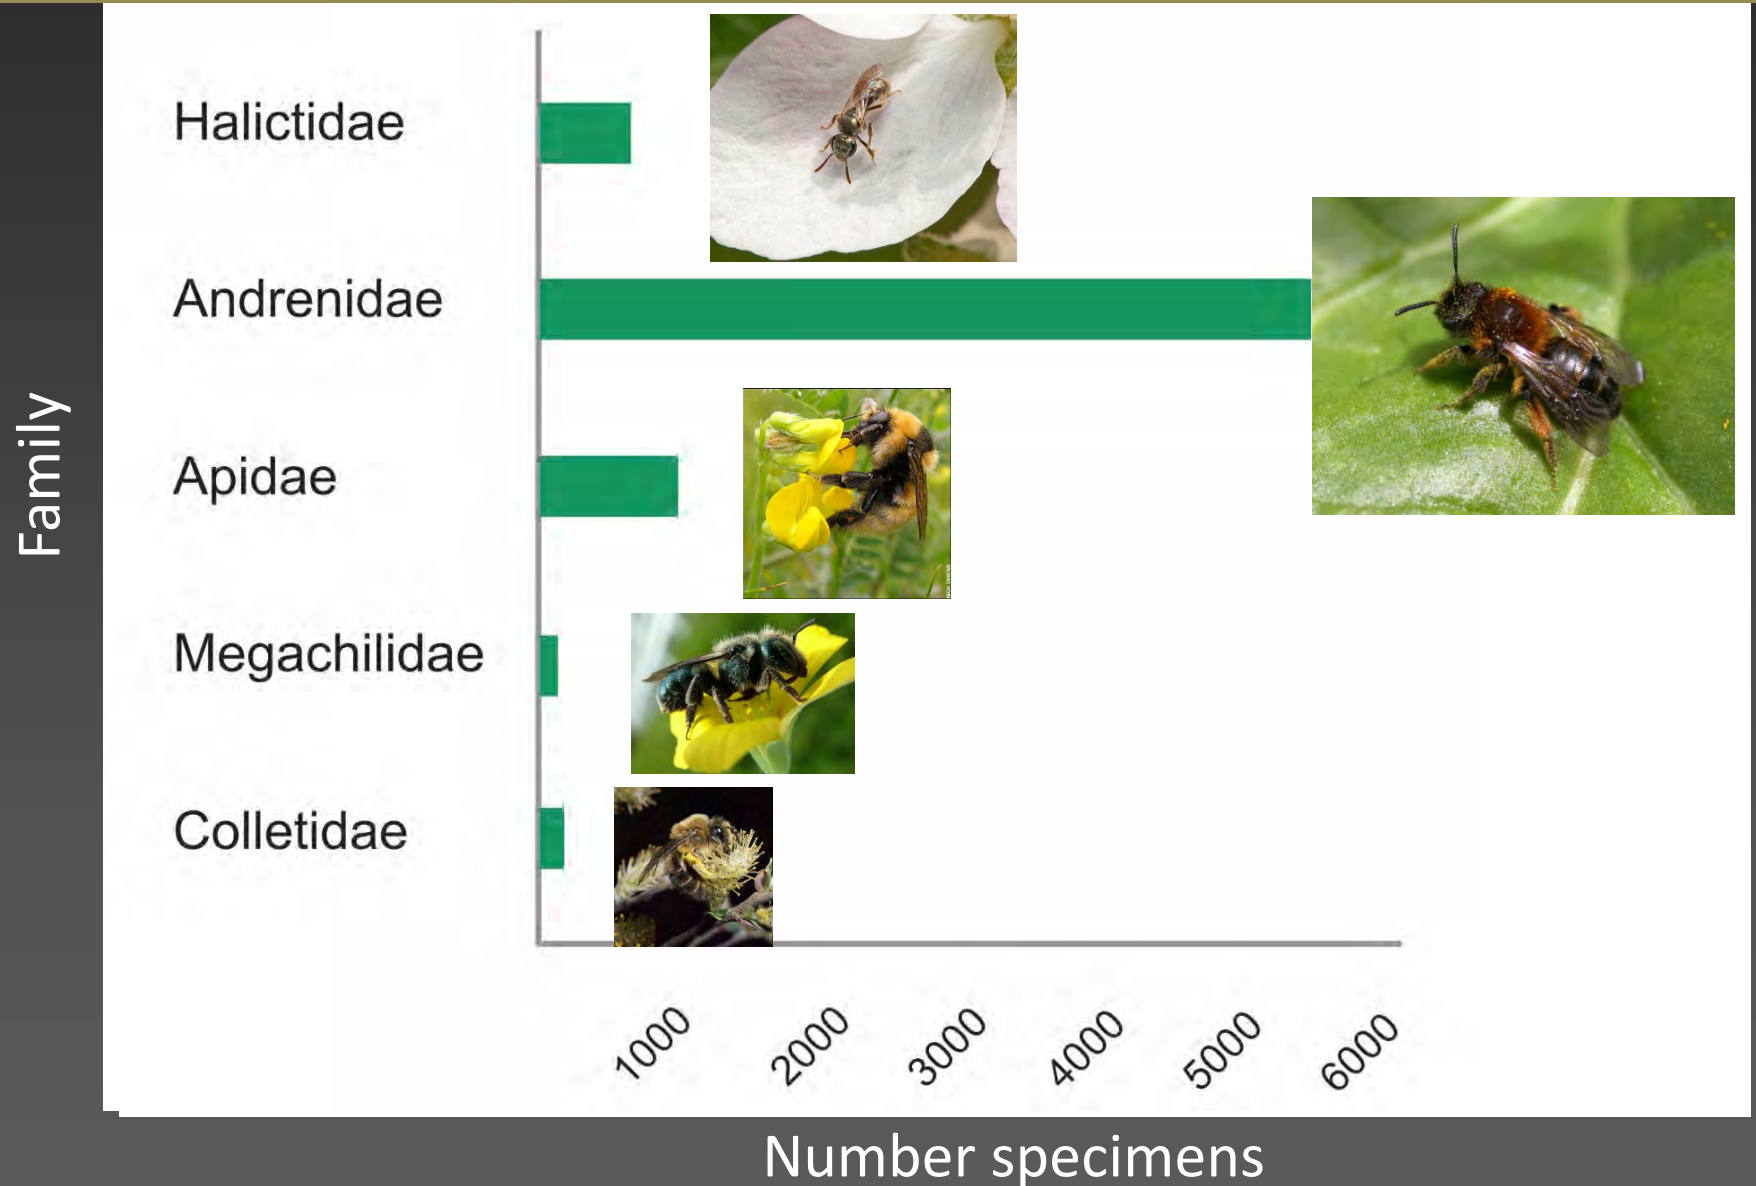 Family
Halictidae
Andrenidae
Apidae
Megachilidae
Colletidae
1000
2000
3000
4000
5000
6000
Number specimens